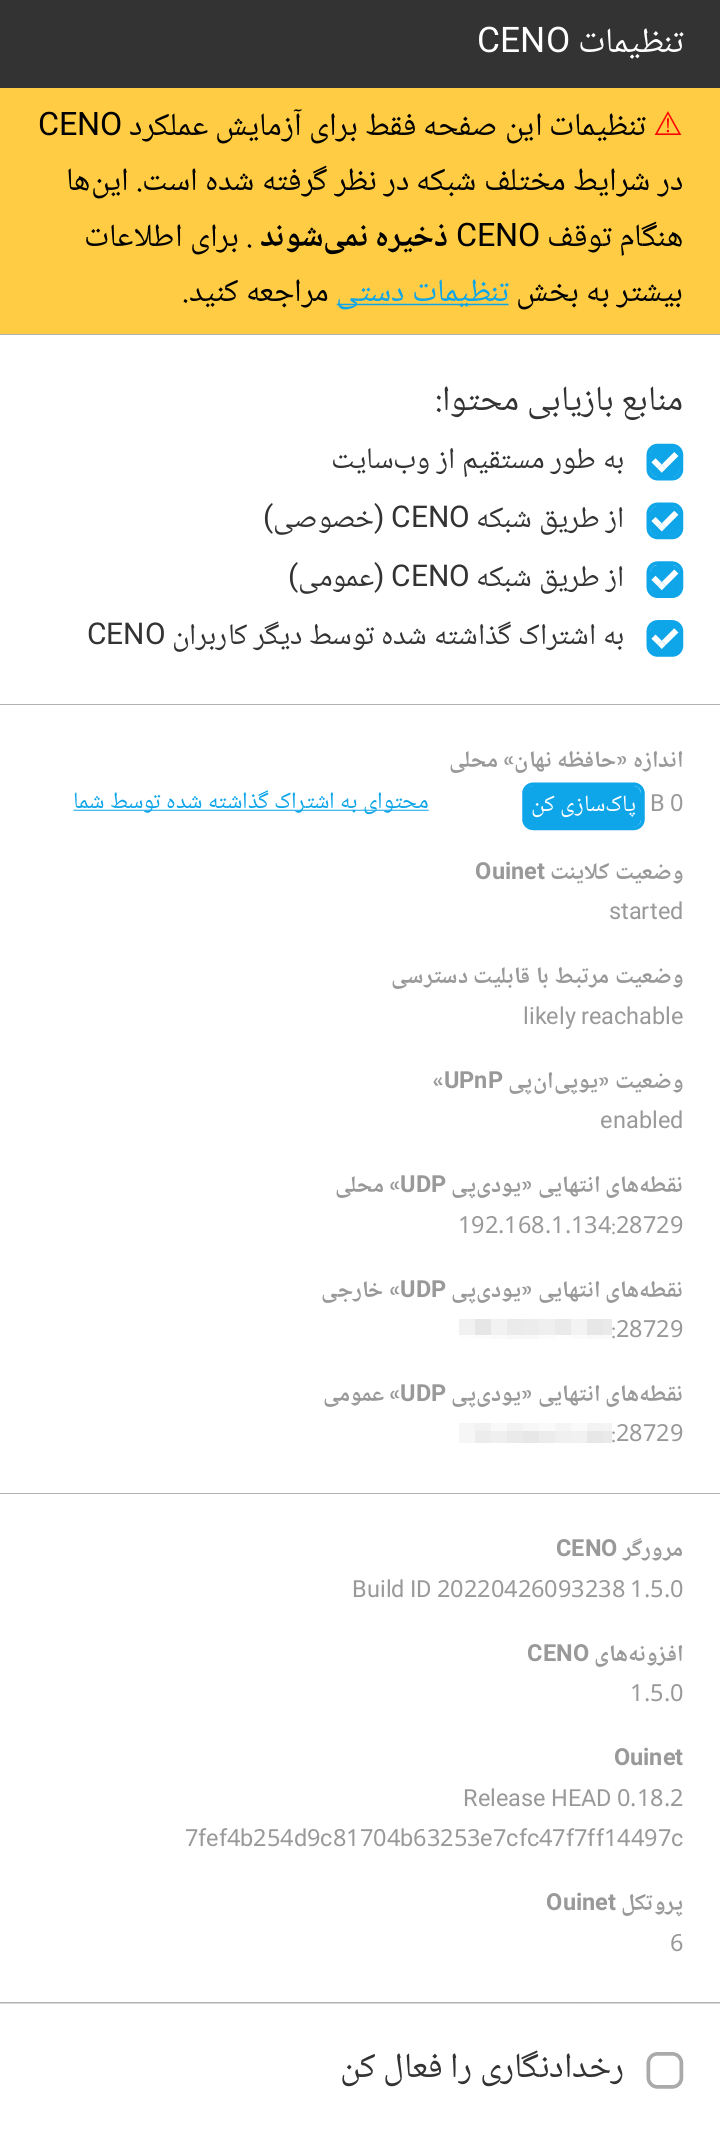 تنظیمات CENO
⚠ تنظیمات این صفحه فقط برای آزمایش عملکرد CENO
در شرایط مختلف شبکه در نظر گرفته شده است. این‌ها
هنگام توقف CENO ذخیره نمی‌شوند . برای اطلاعات
بیشتر به بخش تنظیمات دستی مراجعه کنید.
منابع بازیابی محتوا:
به طور مستقیم از وب‌سایت
از طریق شبکه CENO (خصوصی)
از طریق شبکه CENO (عمومی)
به اشتراک گذاشته شده توسط دیگر کاربران CENO
اندازه «حافظه نهان» محلی
0 B پاک‌سازی کن محتوای به اشتراک گذاشته شده توسط شما
وضعیت کلاینت Ouinet
started
وضعیت مرتبط با قابلیت دسترسی
likely reachable
وضعیت «یوپی‌ان‌پی UPnP»
enabled
نقطه‌های انتهایی «یودی‌پی UDP» محلی
192.168.1.134:28729
نقطه‌های انتهایی «یودی‌پی UDP» خارجی
:28729
نقطه‌های انتهایی «یودی‌پی UDP» عمومی
:28729
مرورگر CENO
1.5.0 Build ID 20220426093238
افزونه‌های CENO
1.5.0
Ouinet
0.18.2 Release HEAD
7fef4b254d9c81704b63253e7cfc47f7ff14497c
پروتکل Ouinet
6
رخدادنگاری را فعال کن